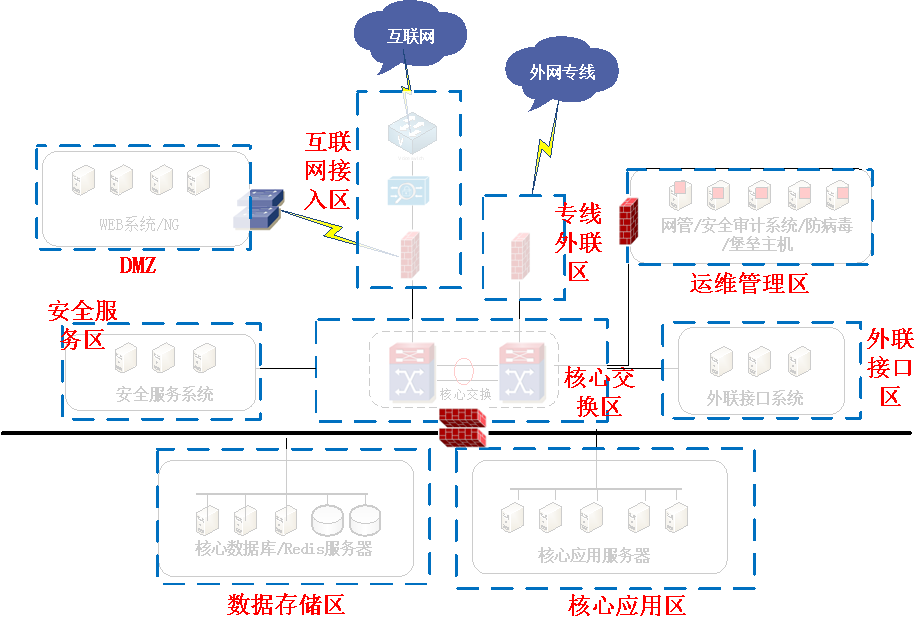 互联网
外网专线
互联
网接
入区
专线
外联
区
WEB系统/NG
DMZ
网管/安全审计系统/防病毒
/堡垒主机
运维管理区
安全服
务区
安全服务系统
核心交换
核心交
换区
外联接口系统
外联
接口
区
核心数据库/Redis服务器
数据存储区
核心应用服务器
核心应用区